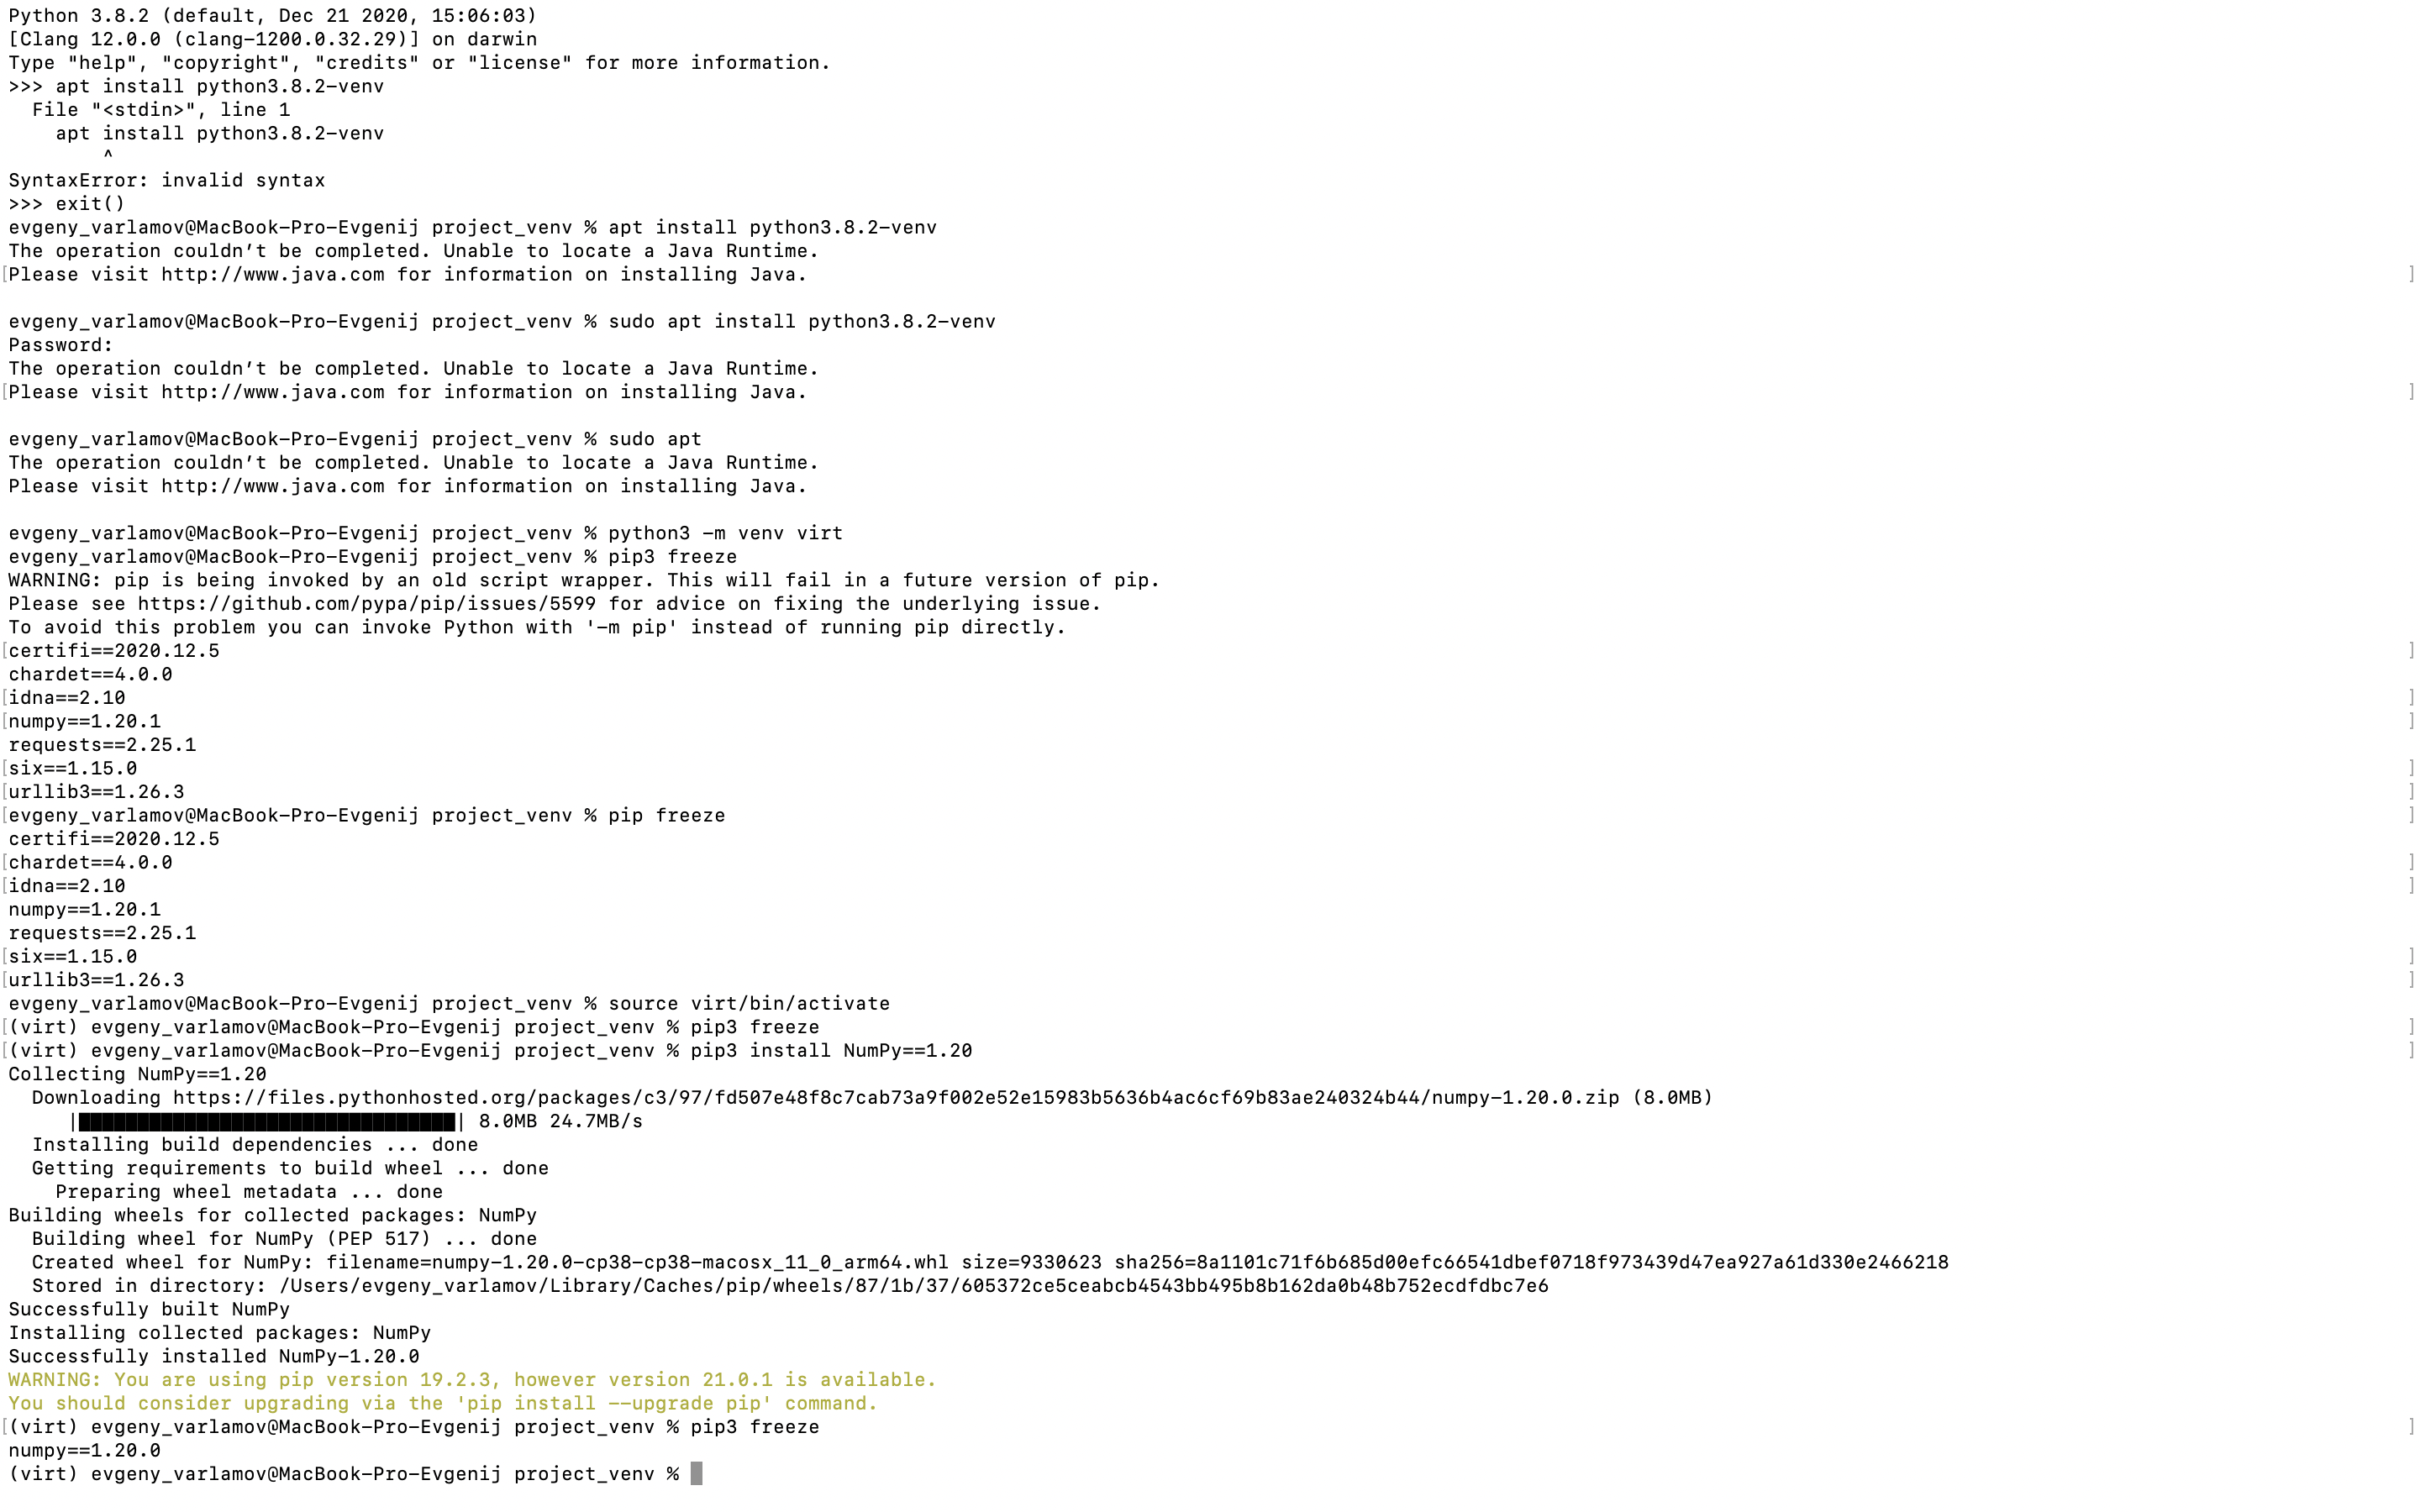 Python 3.8.2 (default, Dec 21 2020, 15:06:03)
[Clang 12.0.0 (clang-1200.0.32.29)] on darwin
Type "help", "copyright", "credits" or "license" for more information.
>>> apt install python3.8.2-venv
  File "<stdin>", line 1
    apt install python3.8.2-venv
        ^
SyntaxError: invalid syntax
>>> exit()
evgeny_varlamov@MacBook-Pro-Evgenij project_venv % apt install python3.8.2-venv
The operation couldn’t be completed. Unable to locate a Java Runtime.
[Please visit http://www.java.com for information on installing Java. ]

evgeny_varlamov@MacBook-Pro-Evgenij project_venv % sudo apt install python3.8.2-venv
Password:
The operation couldn’t be completed. Unable to locate a Java Runtime.
[Please visit http://www.java.com for information on installing Java. ]

evgeny_varlamov@MacBook-Pro-Evgenij project_venv % sudo apt
The operation couldn’t be completed. Unable to locate a Java Runtime.
Please visit http://www.java.com for information on installing Java.

evgeny_varlamov@MacBook-Pro-Evgenij project_venv % python3 -m venv virt
evgeny_varlamov@MacBook-Pro-Evgenij project_venv % pip3 freeze
WARNING: pip is being invoked by an old script wrapper. This will fail in a future version of pip.
Please see https://github.com/pypa/pip/issues/5599 for advice on fixing the underlying issue.
To avoid this problem you can invoke Python with '-m pip' instead of running pip directly.
[certifi==2020.12.5 ]
chardet==4.0.0
[idna==2.10 ]
[numpy==1.20.1 ]
requests==2.25.1
[six==1.15.0 ]
[urllib3==1.26.3 ]
[evgeny_varlamov@MacBook-Pro-Evgenij project_venv % pip freeze ]
certifi==2020.12.5
[chardet==4.0.0 ]
[idna==2.10 ]
numpy==1.20.1
requests==2.25.1
[six==1.15.0 ]
[urllib3==1.26.3 ]
evgeny_varlamov@MacBook-Pro-Evgenij project_venv % source virt/bin/activate
[(virt) evgeny_varlamov@MacBook-Pro-Evgenij project_venv % pip3 freeze ]
[(virt) evgeny_varlamov@MacBook-Pro-Evgenij project_venv % pip3 install NumPy==1.20 ]
Collecting NumPy==1.20
  Downloading https://files.pythonhosted.org/packages/c3/97/fd507e48f8c7cab73a9f002e52e15983b5636b4ac6cf69b83ae240324b44/numpy-1.20.0.zip (8.0MB)
     |████████████████████████████████| 8.0MB 24.7MB/s
  Installing build dependencies ... done
  Getting requirements to build wheel ... done
    Preparing wheel metadata ... done
Building wheels for collected packages: NumPy
  Building wheel for NumPy (PEP 517) ... done
  Created wheel for NumPy: filename=numpy-1.20.0-cp38-cp38-macosx_11_0_arm64.whl size=9330623 sha256=8a1101c71f6b685d00efc66541dbef0718f973439d47ea927a61d330e2466218
  Stored in directory: /Users/evgeny_varlamov/Library/Caches/pip/wheels/87/1b/37/605372ce5ceabcb4543bb495b8b162da0b48b752ecdfdbc7e6
Successfully built NumPy
Installing collected packages: NumPy
Successfully installed NumPy-1.20.0
WARNING: You are using pip version 19.2.3, however version 21.0.1 is available.
You should consider upgrading via the 'pip install --upgrade pip' command.
[(virt) evgeny_varlamov@MacBook-Pro-Evgenij project_venv % pip3 freeze ]
numpy==1.20.0
(virt) evgeny_varlamov@MacBook-Pro-Evgenij project_venv %